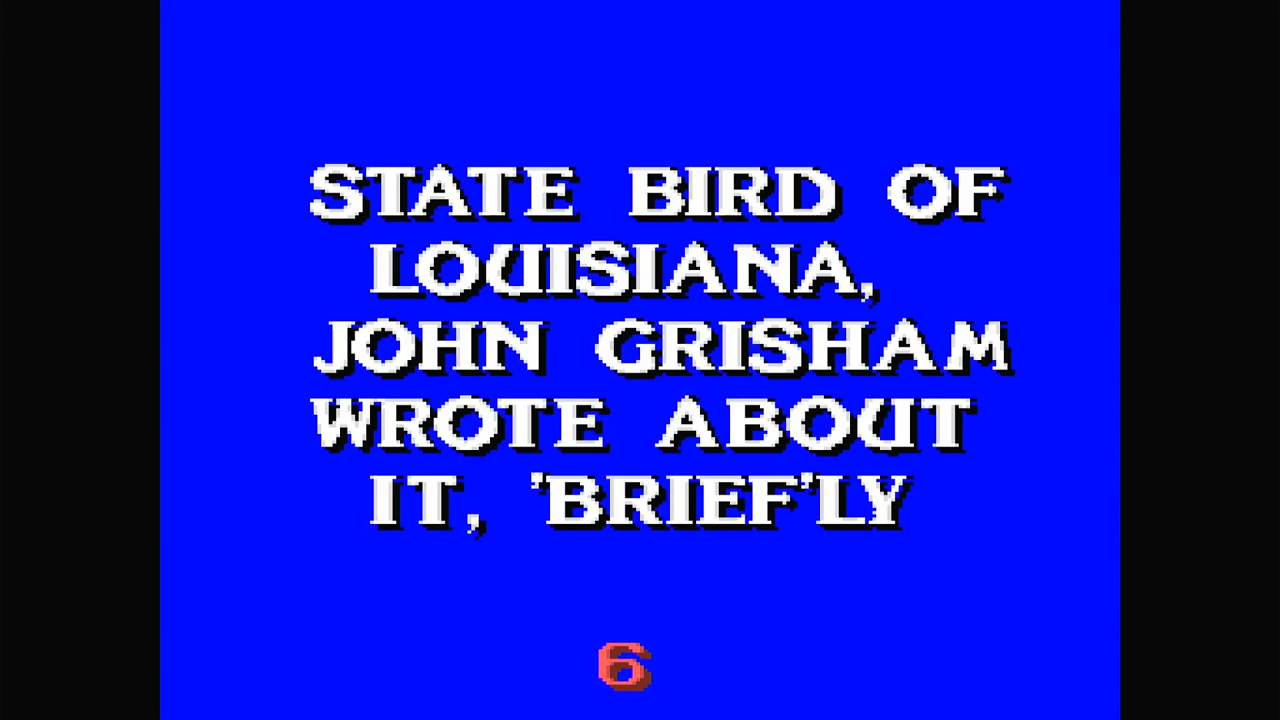 STATE BIRD OF
LOUISIANA,
JOHN GRISHAM
WROTE ABOUT
IT, 'BRIEF'LY
6